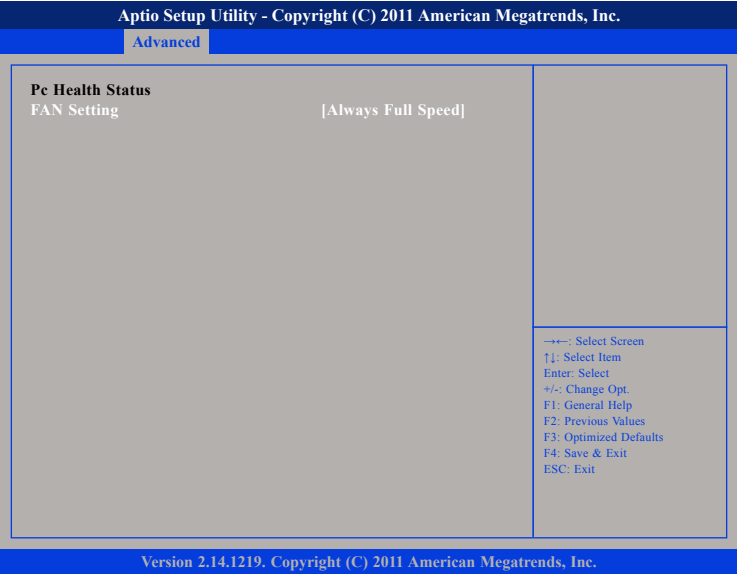 Aptio Setup Utility - Copyright (C) 2011 American Megatrends, Inc.
Advanced
Pc Health Status
FAN Setting [Always Full Speed]
→←: Select Screen
↑↓: Select Item
Enter: Select
+/-: Change Opt.
F1: General Help
F2: Previous Values
F3: Optimized Defaults
F4: Save & Exit
ESC: Exit
Version 2.14.1219. Copyright (C) 2011 American Megatrends, Inc.